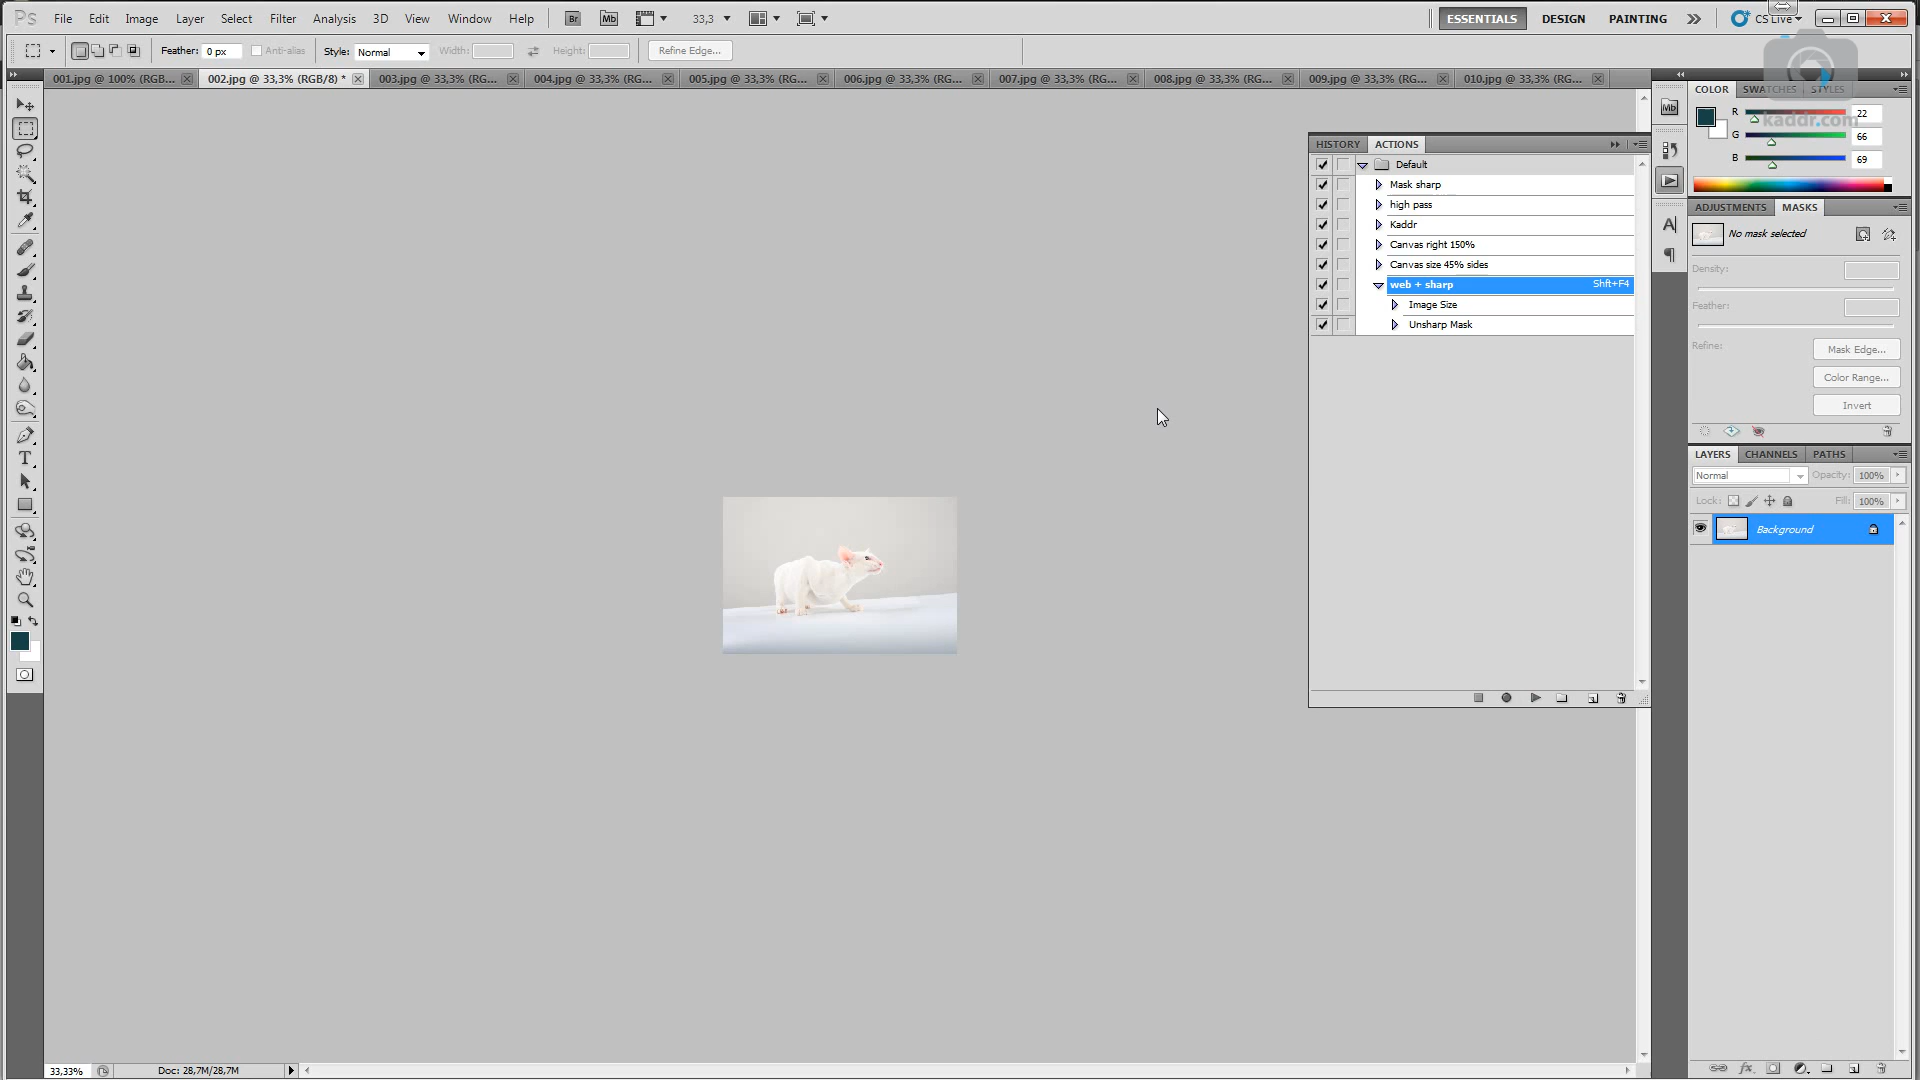 Ps File Edit Image Layer Select Filter Analysis 3D View Window Help Br Mb 33,3 ESSENTIALS DESIGN PAINTING CS Live
Feather: 0 px Anti-alias Style: Normal Width: Height: Refine Edge...
001.jpg @ 100% (RGB... 002.jpg @ 33,3% (RGB/8) * 003.jpg @ 33,3% (RG... 004.jpg @ 33,3% (RG... 005.jpg @ 33,3% (RG... 006.jpg @ 33,3% (RG... 007.jpg @ 33,3% (RG... 008.jpg @ 33,3% (RG... 009.jpg @ 33,3% (RG... 010.jpg @ 33,3% (RG...
HISTORY ACTIONS
Default
Mask sharp
high pass
Kaddr
Canvas right 150%
Canvas size 45% sides
web + sharp Shft+F4
Image Size
Unsharp Mask
Mb
COLOR SWATCHES STYLES
R 22
kaddr.com
G 66
B 69
ADJUSTMENTS MASKS
No mask selected
Density:
Feather:
Refine: Mask Edge...
Color Range...
Invert
LAYERS CHANNELS PATHS
Normal Opacity: 100%
Lock: Fill: 100%
Background
33,33% Doc: 28,7M/28,7M